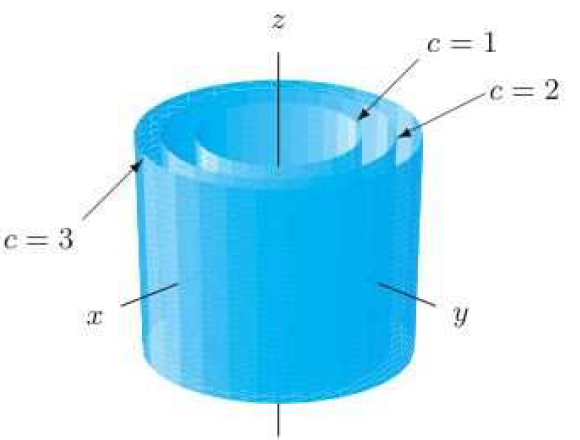 z
c = 1
c = 2
c = 3
x
y